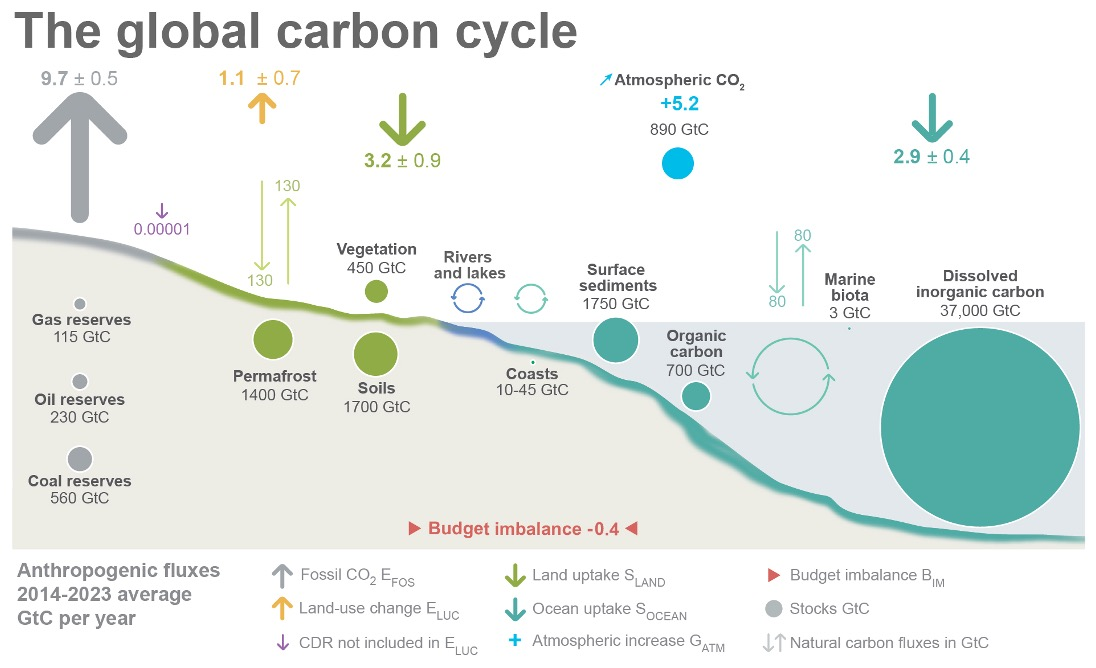 The global carbon cycle
9.7 ± 0.5
1.1 ± 0.7
3.2 ± 0.9
Atmospheric CO2
+5.2
890 GtC
2.9 ± 0.4
0.00001
130
130
80
80
Vegetation
450 GtC
Rivers
and lakes
Surface
sediments
1750 GtC
Marine
biota
3 GtC
Dissolved
inorganic carbon
37,000 GtC
Gas reserves
115 GtC
Oil reserves
230 GtC
Coal reserves
560 GtC
Permafrost
1400 GtC
Soils
1700 GtC
Coasts
10-45 GtC
Organic
carbon
700 GtC
Budget imbalance -0.4
Anthropogenic fluxes
2014-2023 average
GtC per year
Fossil CO2 EFOS
Land-use change ELUC
CDR not included in ELUC
Land uptake SLAND
Ocean uptake SOCEAN
+ Atmospheric increase GATM
Budget imbalance BIM
Stocks GtC
Natural carbon fluxes in GtC